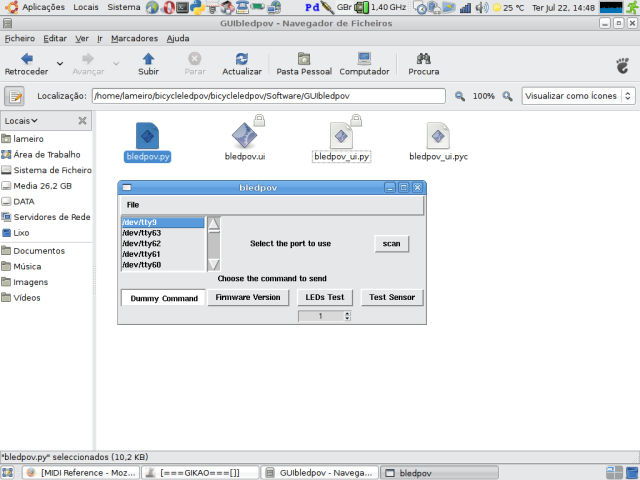 Aplicações Locais Sistema
Pd GBr 1,40 GHz 25 °C Ter Jul 22, 14:48
GUIbledpov - Navegador de Ficheiros
Ficheiro Editar Ver Ir Marcadores Ajuda
Retroceder Avançar Subir Parar Actualizar Pasta Pessoal Computador Procura
Localização: /home/lameiro/bicycleledpov/bicycleledpov/Software/GUIbledpov 100% Visualizar como Ícones
Locais
lameiro
Área de Trabalho
Sistema de Ficheiro
Media 26,2 GB
DATA
Servidores de Rede
Lixo
Documentos
Música
Imagens
Vídeos
bledpov.py bledpov.ui bledpov_ui.py bledpov_ui.pyc
bledpov
File
/dev/tty9
/dev/tty63
/dev/tty62
/dev/tty61
/dev/tty60
Select the port to use
scan
Choose the command to send
Dummy Command Firmware Version LEDs Test Test Sensor
1
"bledpov.py" seleccionados (10,2 KB)
[MIDI Reference - Moz... [===GIKAO===[]] GUIbledpov - Navega... bledpov